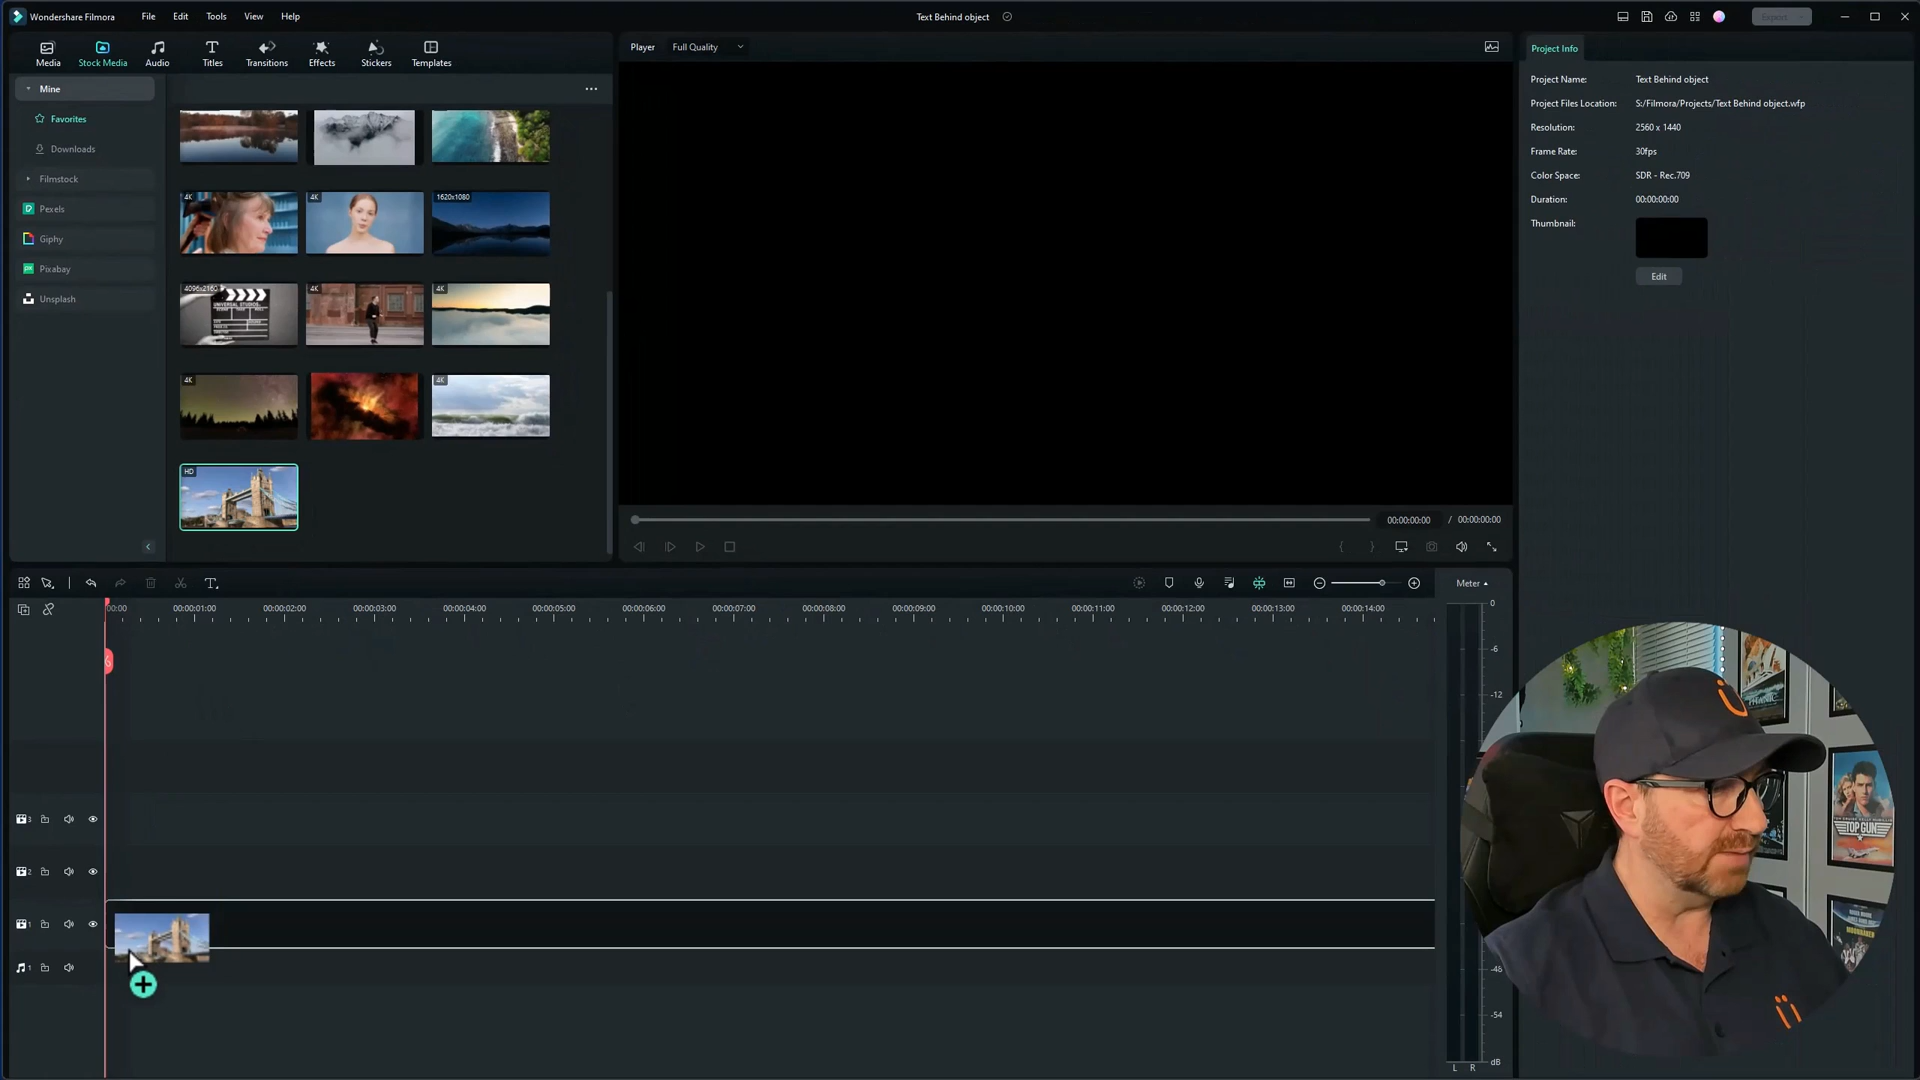 Wondershare Filmora File Edit Tools View Help Text Behind object Export
Media Stock Media Audio Titles Transitions Effects Stickers Templates
Player Full Quality
Project Info
Mine
Favorites
Downloads
Filmstock
Pexels
Giphy
Pixabay
Unsplash
4K 4K 1620x1080
4096x2160 4K 4K
4K 4K
HD
Project Name: Text Behind object
Project Files Location: S:/Filmora/Projects/Text Behind object.wfp
Resolution: 2560 x 1440
Frame Rate: 30fps
Color Space: SDR - Rec.709
Duration: 00:00:00:00
Thumbnail:
Edit
00:00:00:00 / 00:00:00:00
Meter
00:00 00:00:01:00 00:00:02:00 00:00:03:00 00:00:04:00 00:00:05:00 00:00:06:00 00:00:07:00 00:00:08:00 00:00:09:00 00:00:10:00 00:00:11:00 00:00:12:00 00:00:13:00 00:00:14:00
0
-6
-12
-48
-54
dB
L R
3
2
1
1
TITANIC
TOP GUN
MOONRAKER